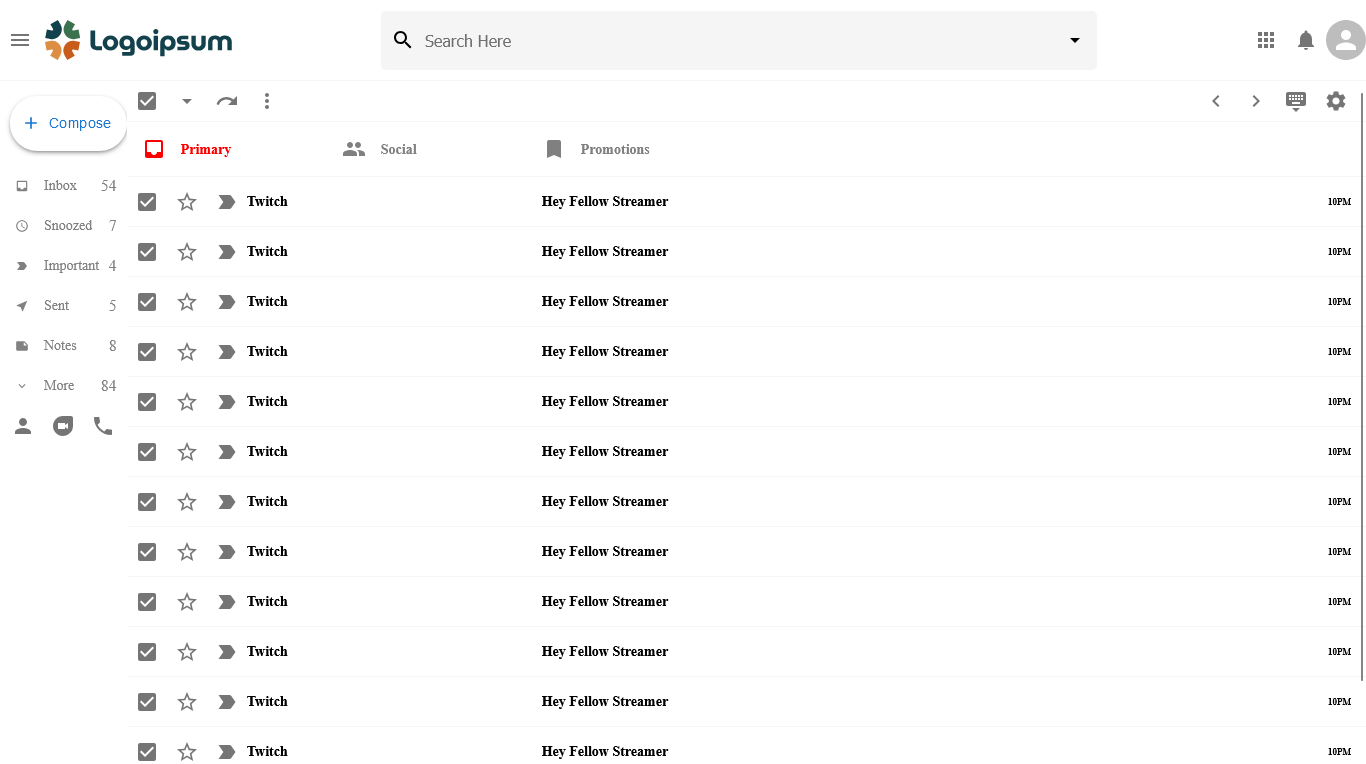 Logoipsum
Search Here
Compose
Primary Social Promotions
Inbox 54
Snoozed 7
Important 4
Sent 5
Notes 8
More 84
Twitch Hey Fellow Streamer 10PM
Twitch Hey Fellow Streamer 10PM
Twitch Hey Fellow Streamer 10PM
Twitch Hey Fellow Streamer 10PM
Twitch Hey Fellow Streamer 10PM
Twitch Hey Fellow Streamer 10PM
Twitch Hey Fellow Streamer 10PM
Twitch Hey Fellow Streamer 10PM
Twitch Hey Fellow Streamer 10PM
Twitch Hey Fellow Streamer 10PM
Twitch Hey Fellow Streamer 10PM
Twitch Hey Fellow Streamer 10PM